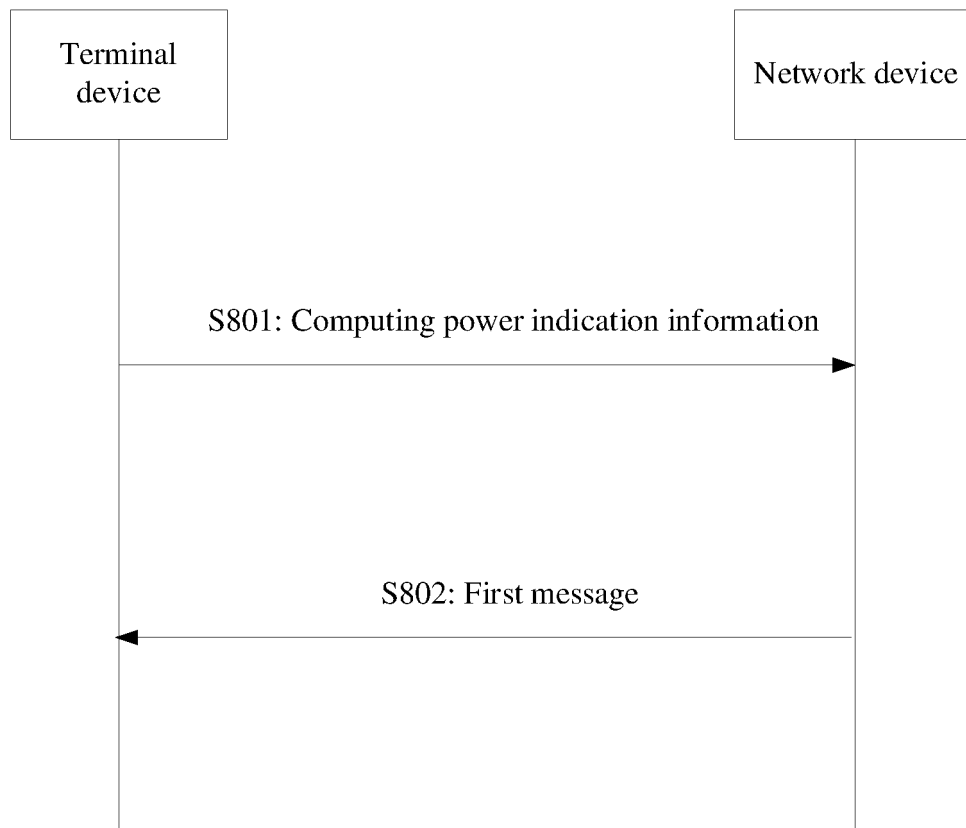 Terminal
device
Network device
S801: Computing power indication information
S802: First message